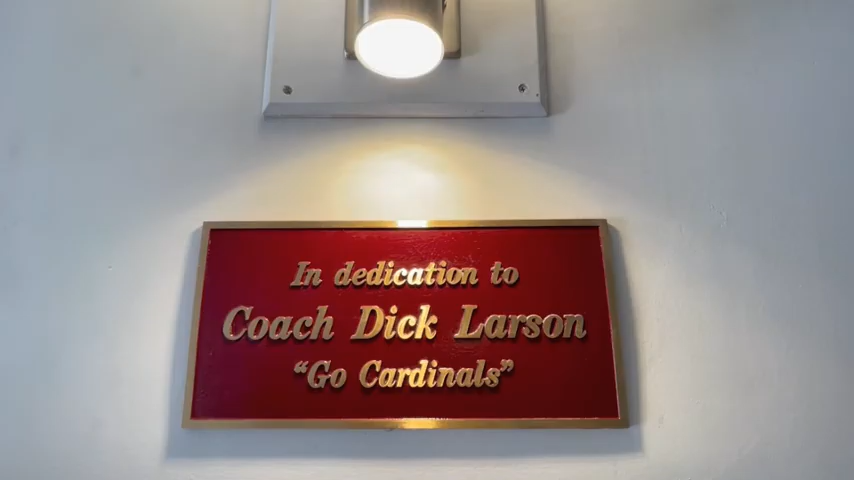 In dedication to
Coach Dick Larson
“Go Cardinals”